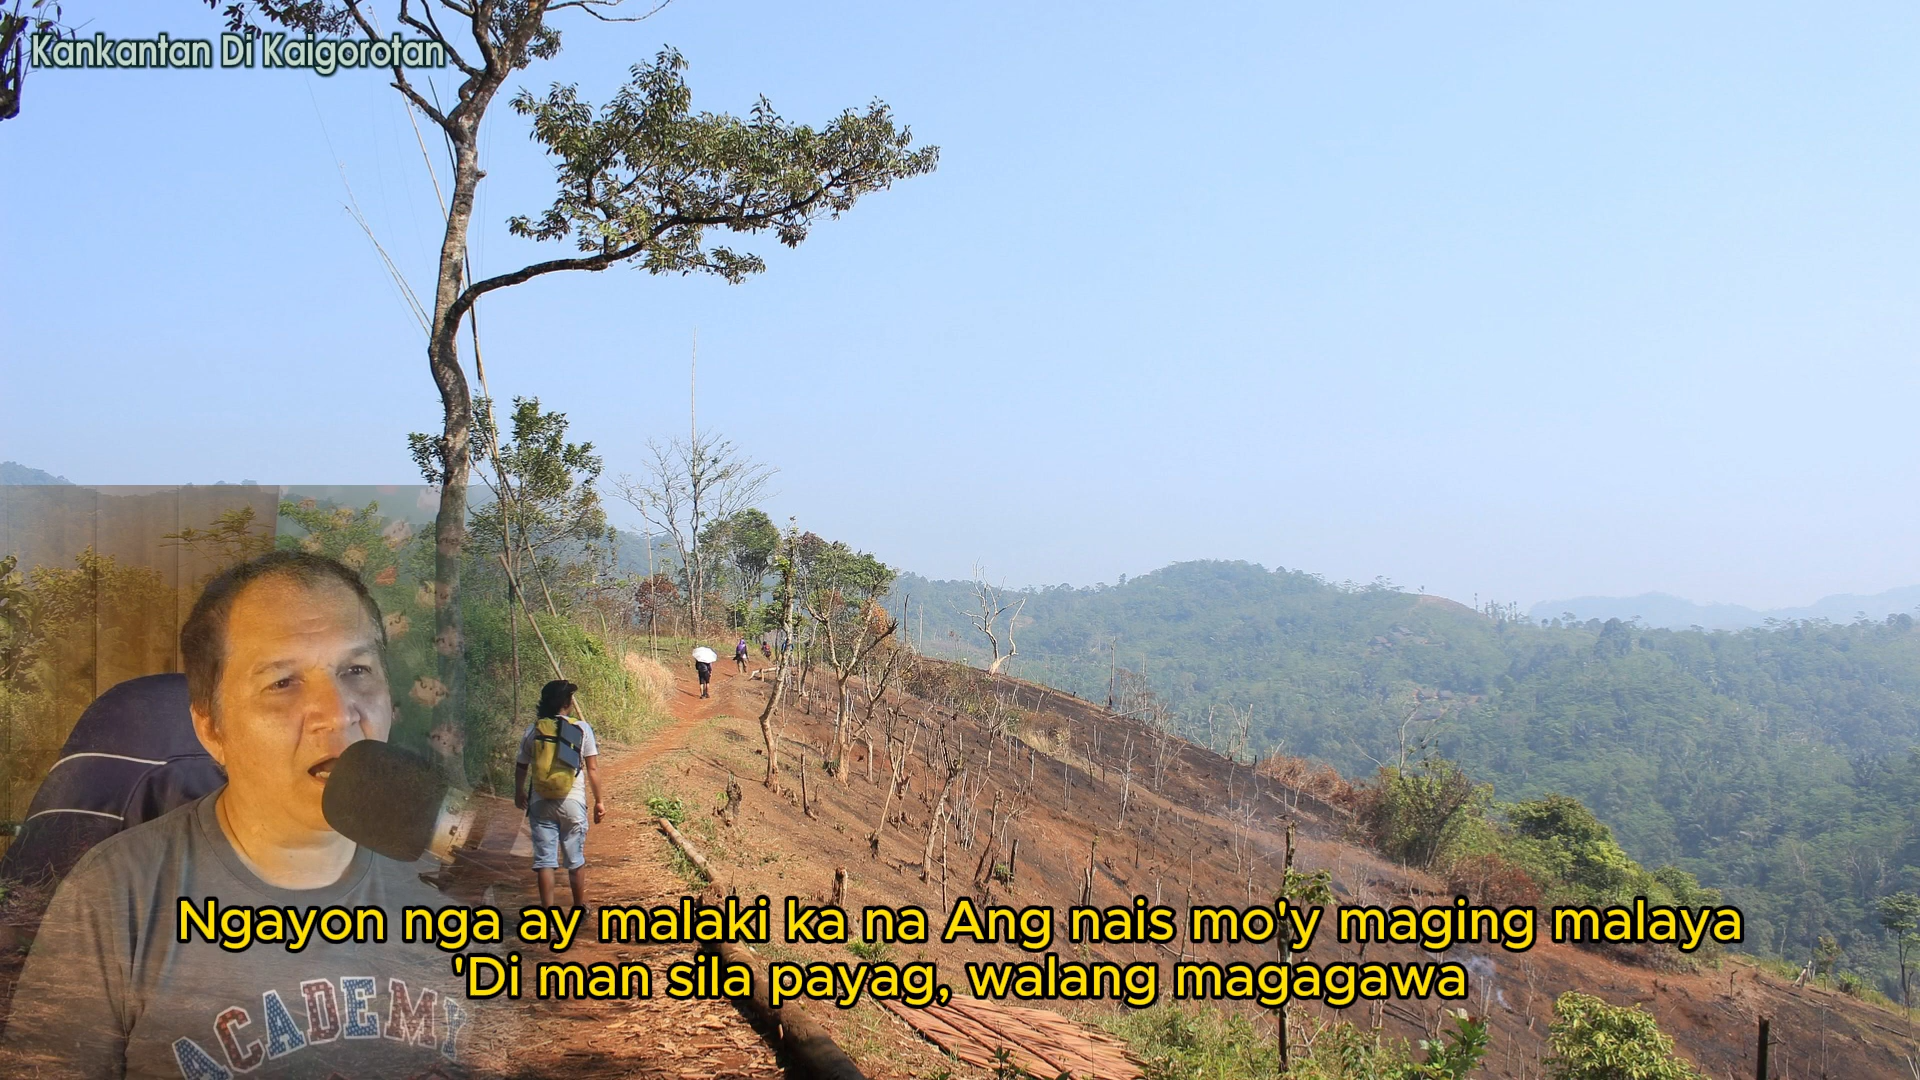 Kankantan Di Kaigorotan
Ngayon nga ay malaki ka na Ang nais mo'y maging malaya
'Di man sila payag, walang magagawa
ACADEMY